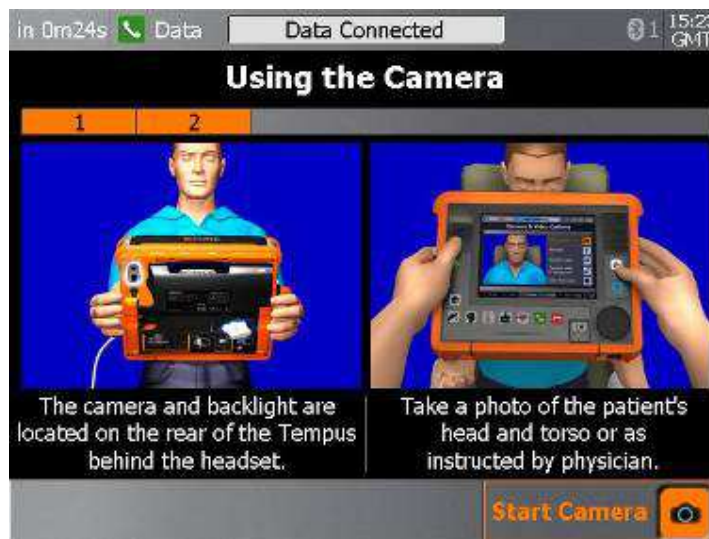 in 0m24s Data Data Connected 1 15:23
GMT
Using the Camera
1 2
The camera and backlight are
located on the rear of the Tempus
behind the headset.
Take a photo of the patient's
head and torso or as
instructed by physician.
Start Camera